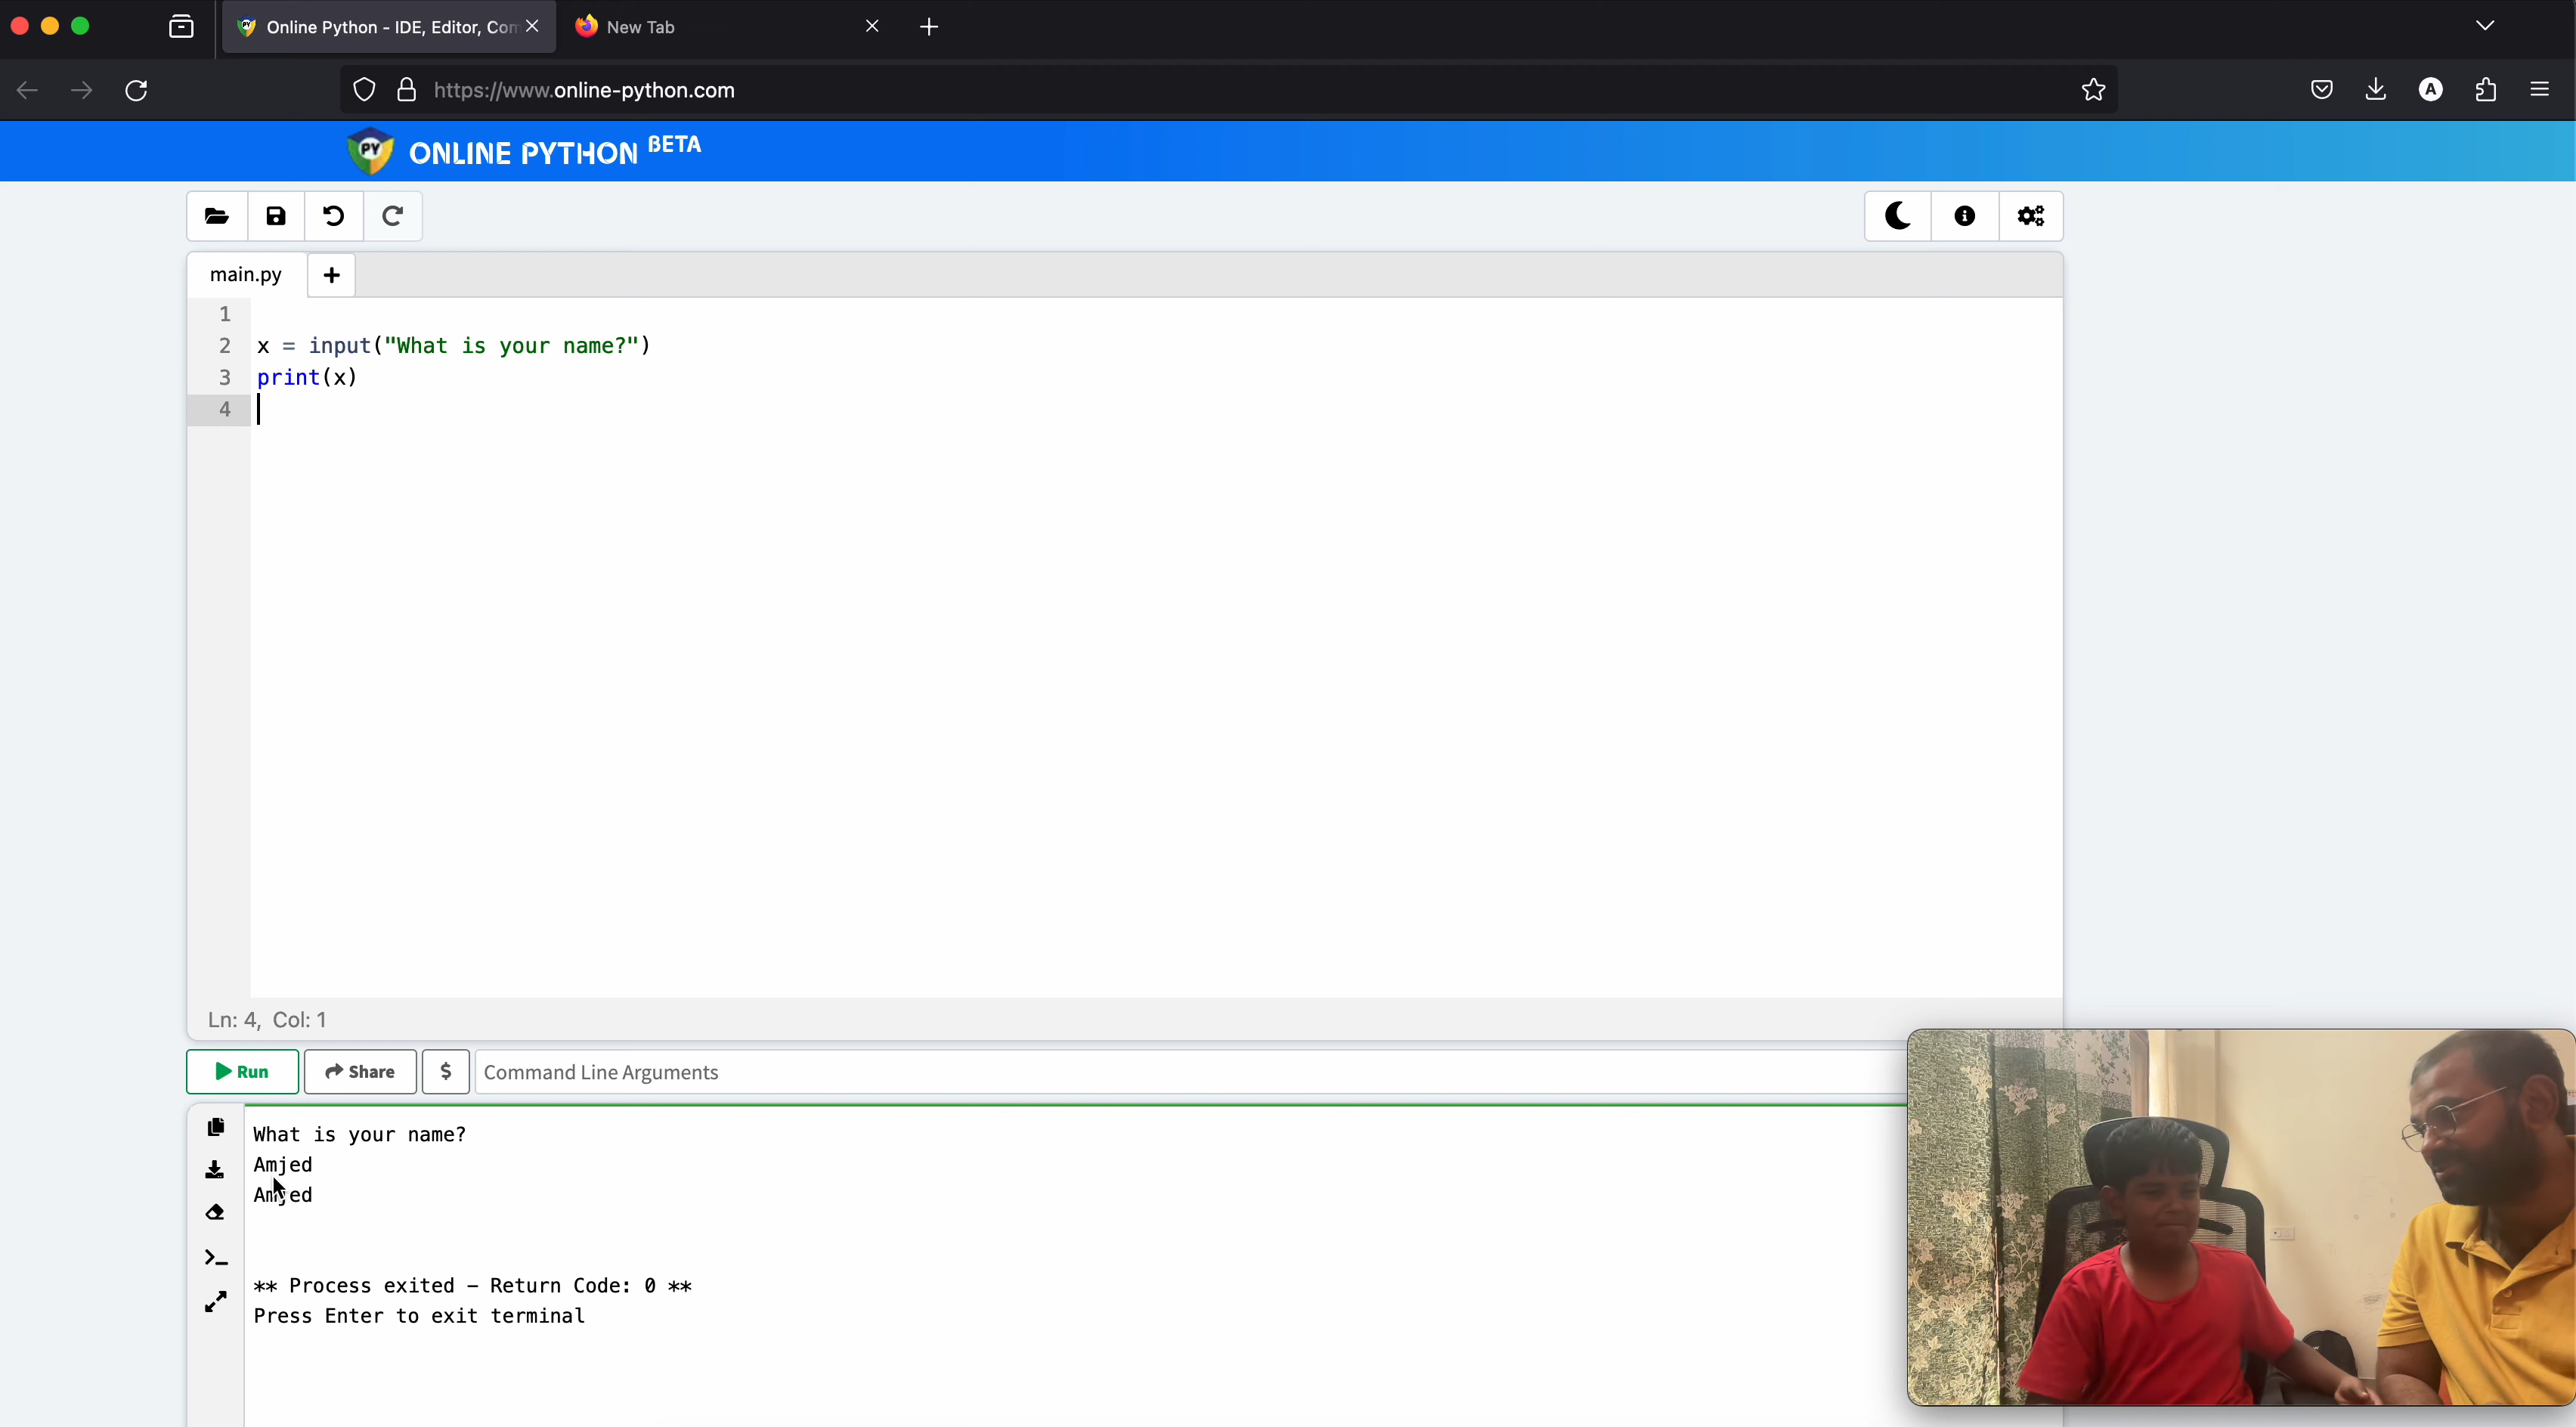 Online Python - IDE, Editor, Com
New Tab
A
https://www.online-python.com
PY ONLINE PYTHON BETA
main.py
1
2 x = input("What is your name?")
3 print(x)
4
Ln: 4, Col: 1
Run Share $ Command Line Arguments
What is your name?
Amjed
Amjed
** Process exited - Return Code: 0 **
Press Enter to exit terminal